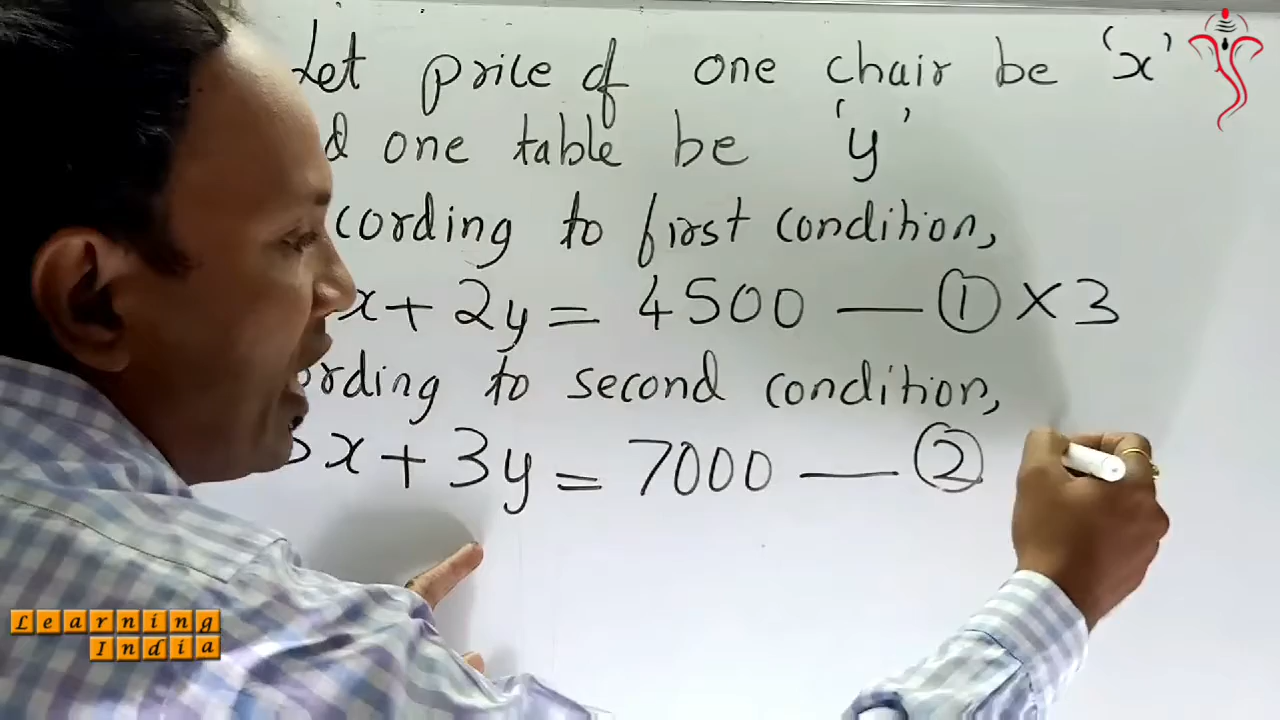 Let price of one chair be ‘x’
one table be ‘y’
cording to first condition,
x + 2y = 4500 — ① × 3
ording to second condition,
x + 3y = 7000 — ②
Learning
India